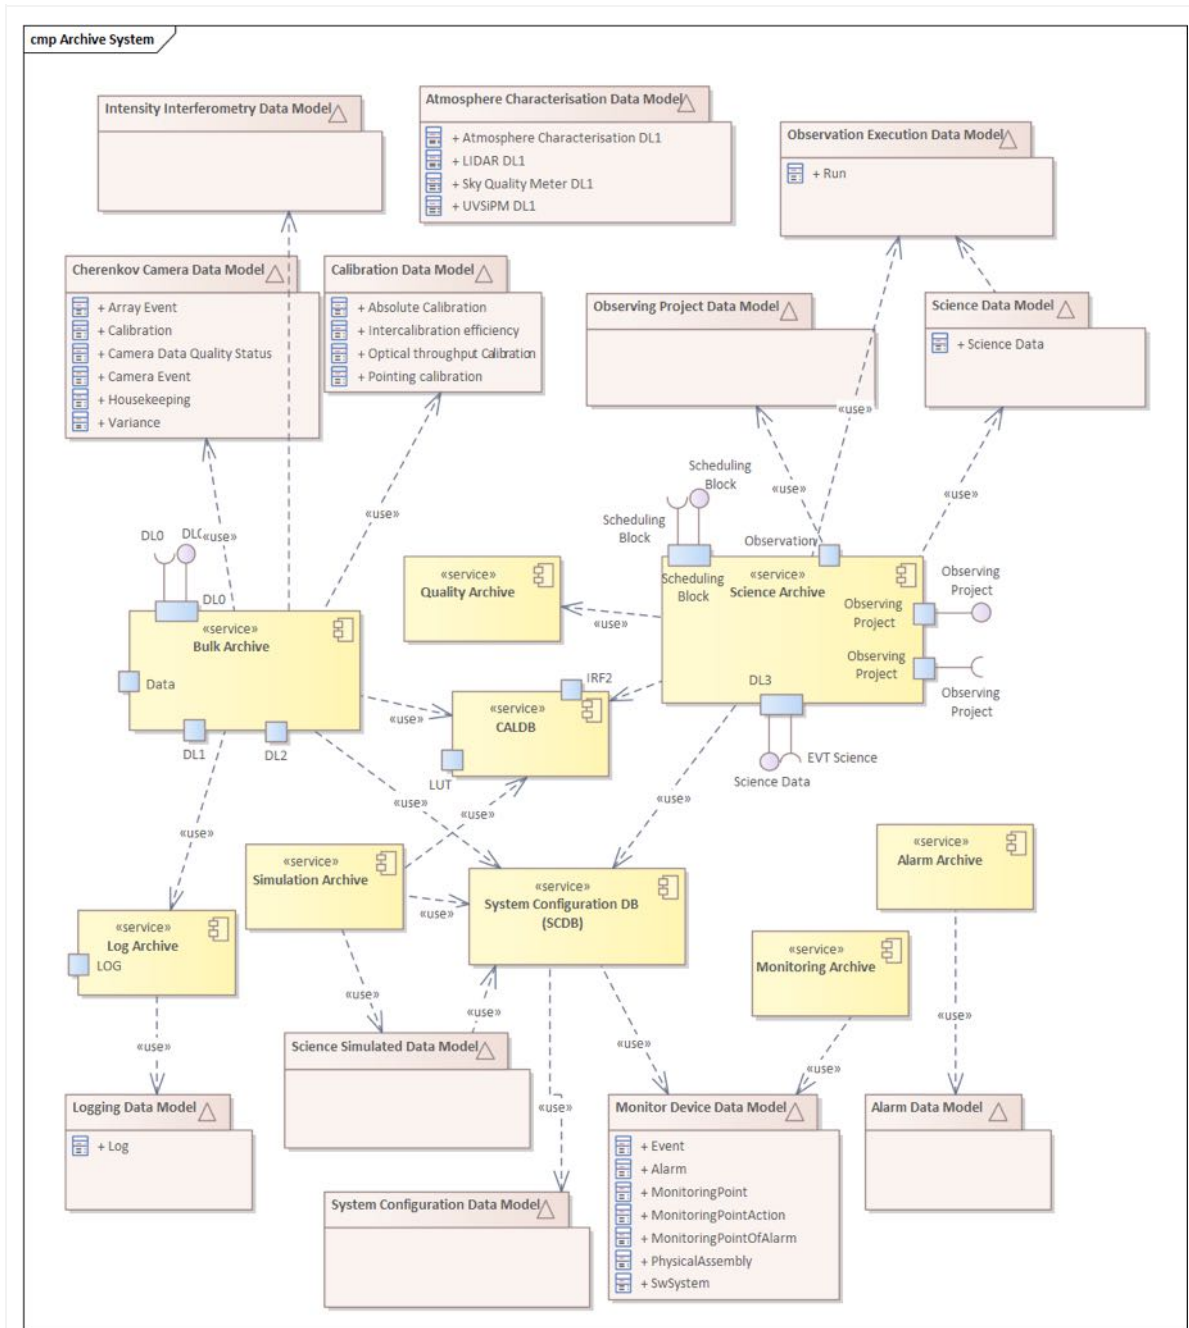 cmp Archive System
Intensity Interferometry Data Model
Atmosphere Characterisation Data Model
+ Atmosphere Characterisation DL1
+ LIDAR DL1
+ Sky Quality Meter DL1
+ UVSiPM DL1
Observation Execution Data Model
+ Run
Cherenkov Camera Data Model
+ Array Event
+ Calibration
+ Camera Data Quality Status
+ Camera Event
+ Housekeeping
+ Variance
Calibration Data Model
+ Absolute Calibration
+ Intercalibration efficiency
+ Optical throughput Calibration
+ Pointing calibration
Observing Project Data Model
Science Data Model
+ Science Data
«use»
«use»
«use»
«use»
«use»
Scheduling
Block
Scheduling
Block
Observation
DL0
DL0
DL0
«service»
Bulk Archive
Data
DL1
DL2
«service»
Quality Archive
«use»
Scheduling
Block
«service»
Science Archive
Observing
Project
Observing
Project
Observing
Project
Observing
Project
DL3
EVT Science
Science Data
IRF2
«service»
CALDB
LUT
«use»
«use»
«use»
«use»
«use»
«service»
Simulation Archive
«use»
«service»
System Configuration DB
(SCDB)
«service»
Alarm Archive
«service»
Log Archive
LOG
«service»
Monitoring Archive
«use»
«use»
«use»
«use»
«use»
«use»
«use»
«use»
Science Simulated Data Model
Logging Data Model
+ Log
System Configuration Data Model
Monitor Device Data Model
+ Event
+ Alarm
+ MonitoringPoint
+ MonitoringPointAction
+ MonitoringPointOfAlarm
+ PhysicalAssembly
+ SwSystem
Alarm Data Model